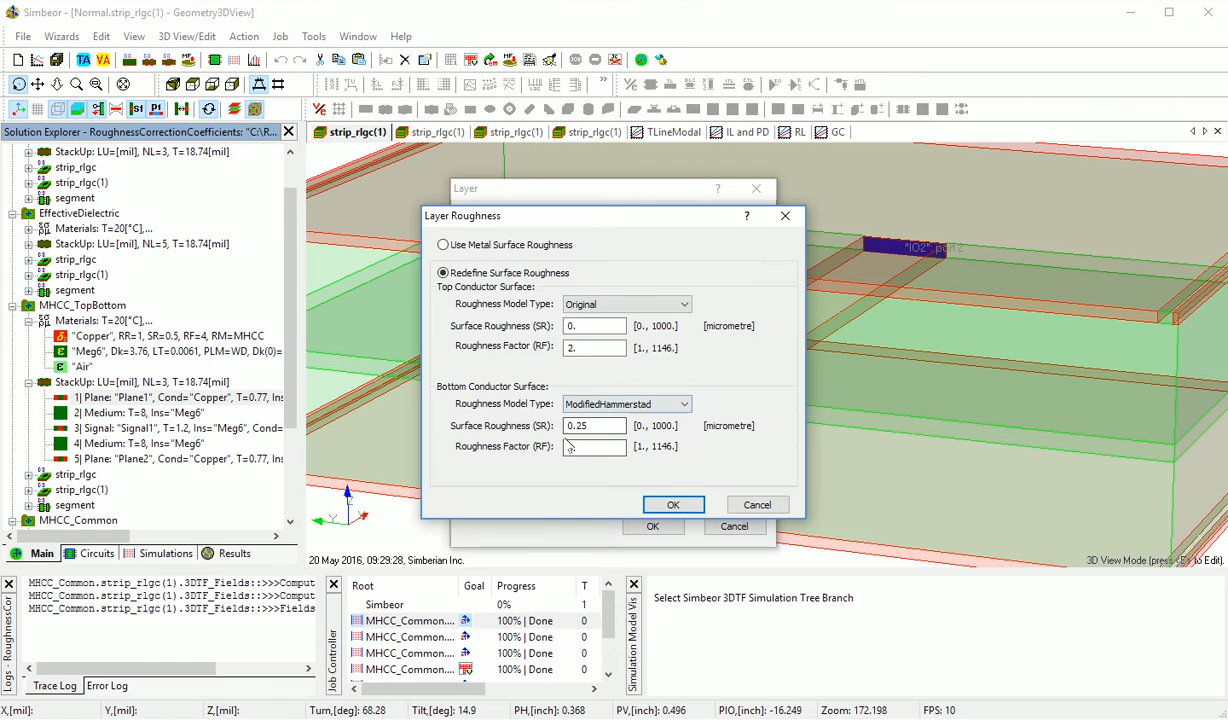 Simbeor - [Normal.strip_rlgc(1) - Geometry3DView]
File Wizards Edit View 3D View/Edit Action Job Tools Window Help
Solution Explorer - RoughnessCorrectionCoefficients: "C:\R...
strip_rlgc(1) strip_rlgc(1) strip_rlgc(1) strip_rlgc(1) TLineModal IL and PD RL GC
StackUp: LU=[mil], NL=3, T=18.74[mil]
strip_rlgc
strip_rlgc(1)
segment
EffectiveDielectric
Materials: T=20[°C],...
StackUp: LU=[mil], NL=5, T=18.74[mil]
strip_rlgc
strip_rlgc(1)
segment
MHCC_TopBottom
Materials: T=20[°C],...
"Copper", RR=1, SR=0.5, RF=4, RM=MHCC
"Meg6", Dk=3.76, LT=0.0061, PLM=WD, Dk(0)=
"Air"
StackUp: LU=[mil], NL=3, T=18.74[mil]
1| Plane: "Plane1", Cond="Copper", T=0.77, Ins
2| Medium: T=8, Ins="Meg6"
3| Signal: "Signal1", T=1.2, Ins="Meg6", Cond=
4| Medium: T=8, Ins="Meg6"
5| Plane: "Plane2", Cond="Copper", T=0.77, Ins
strip_rlgc
strip_rlgc(1)
segment
MHCC_Common
Main Circuits Simulations Results
Layer ?
Layer Roughness ?
Use Metal Surface Roughness
Redefine Surface Roughness
Top Conductor Surface:
Roughness Model Type: Original
Surface Roughness (SR): 0. [0., 1000.] [micrometre]
Roughness Factor (RF): 2. [1., 1146.]
Bottom Conductor Surface:
Roughness Model Type: ModifiedHammerstad
Surface Roughness (SR): 0.25 [0., 1000.] [micrometre]
Roughness Factor (RF): [1., 1146.]
OK Cancel
OK Cancel
port 2
20 May 2016, 09:29:28, Simberian Inc.
3D View Mode (press <E> to Edit).
Logs - RoughnessCor
MHCC_Common.strip_rlgc(1).3DTF_Fields::>>>Comput
MHCC_Common.strip_rlgc(1).3DTF_Fields::>>>Comput
MHCC_Common.strip_rlgc(1).3DTF_Fields::>>>Fields
Trace Log Error Log
Job Controller
Root Goal Progress T
Simbeor 0% 1
MHCC_Common.... 100% | Done 0
MHCC_Common.... 100% | Done 0
MHCC_Common.... 100% | Done 0
MHCC_Common.... 100% | Done 0
Simulation Model Vis
Select Simbeor 3DTF Simulation Tree Branch
X,[mil]: Y,[mil]: Z,[mil]: Turn,[deg]: 68.28 Tilt,[deg]: 14.9 PH,[inch]: 0.368 PV,[inch]: 0.496 PIO,[inch]: -16.249 Zoom: 172.198 FPS: 10